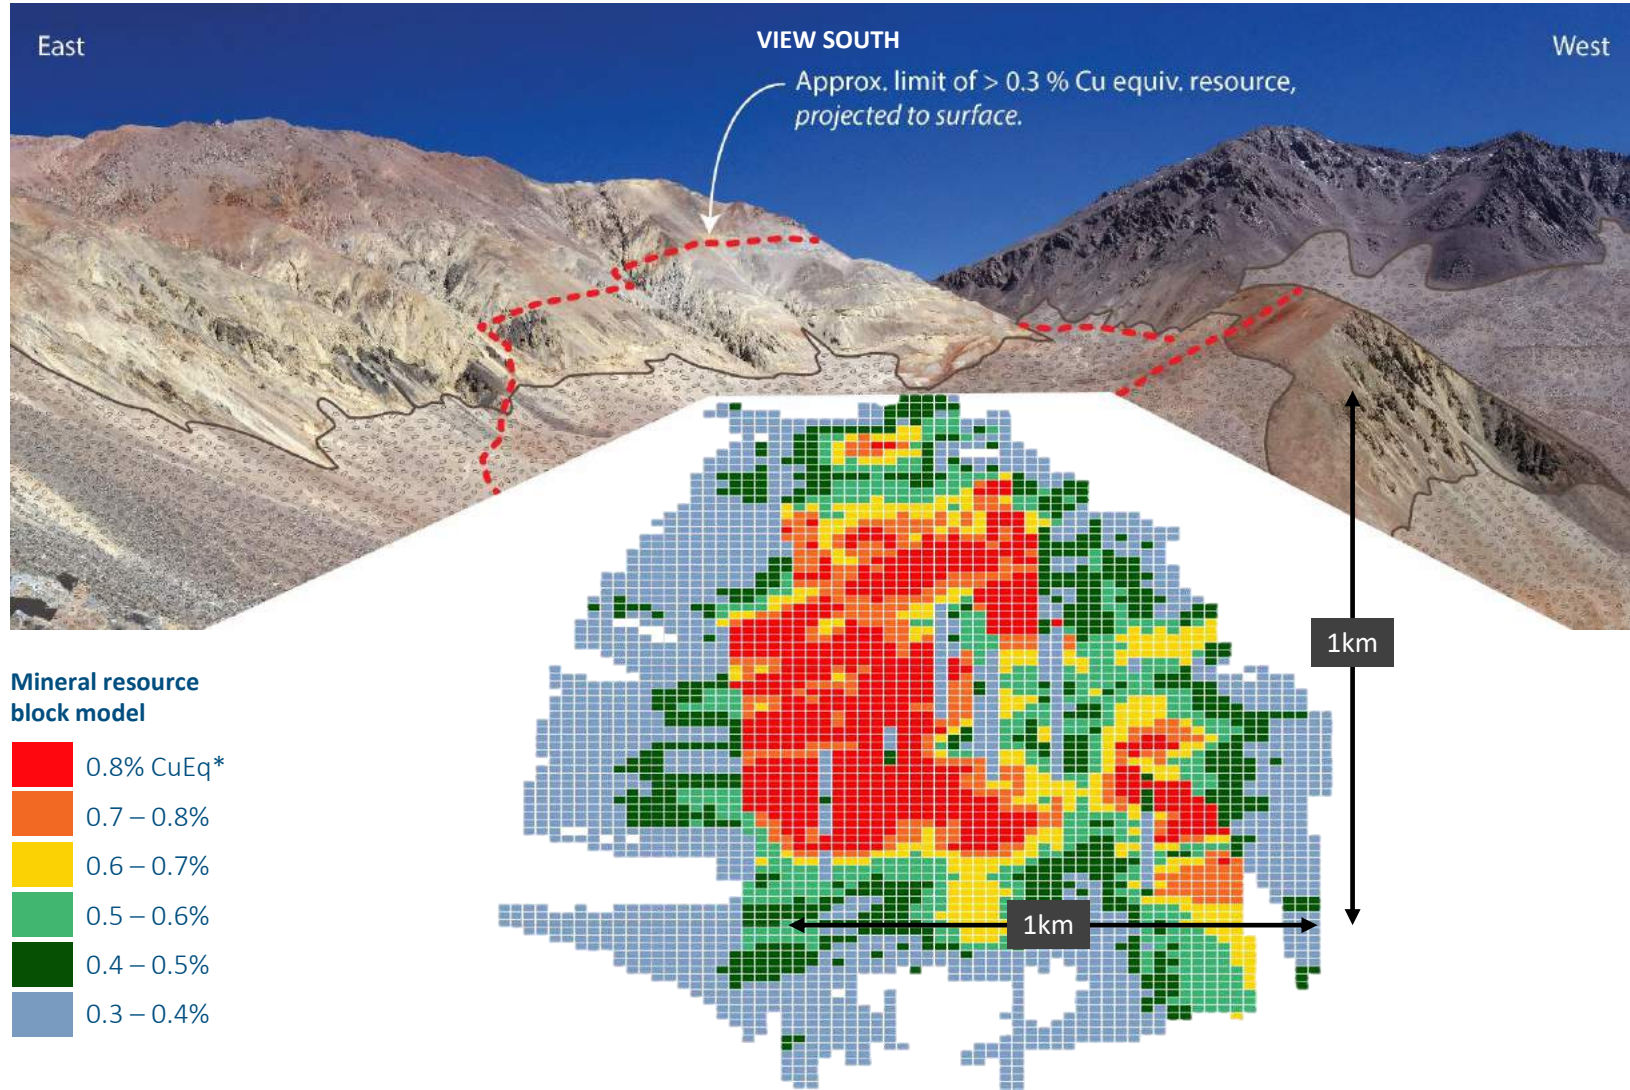 East
VIEW SOUTH
West
Approx. limit of > 0.3 % Cu equiv. resource,
projected to surface.
1km
1km
Mineral resource
block model
0.8% CuEq*
0.7 – 0.8%
0.6 – 0.7%
0.5 – 0.6%
0.4 – 0.5%
0.3 – 0.4%